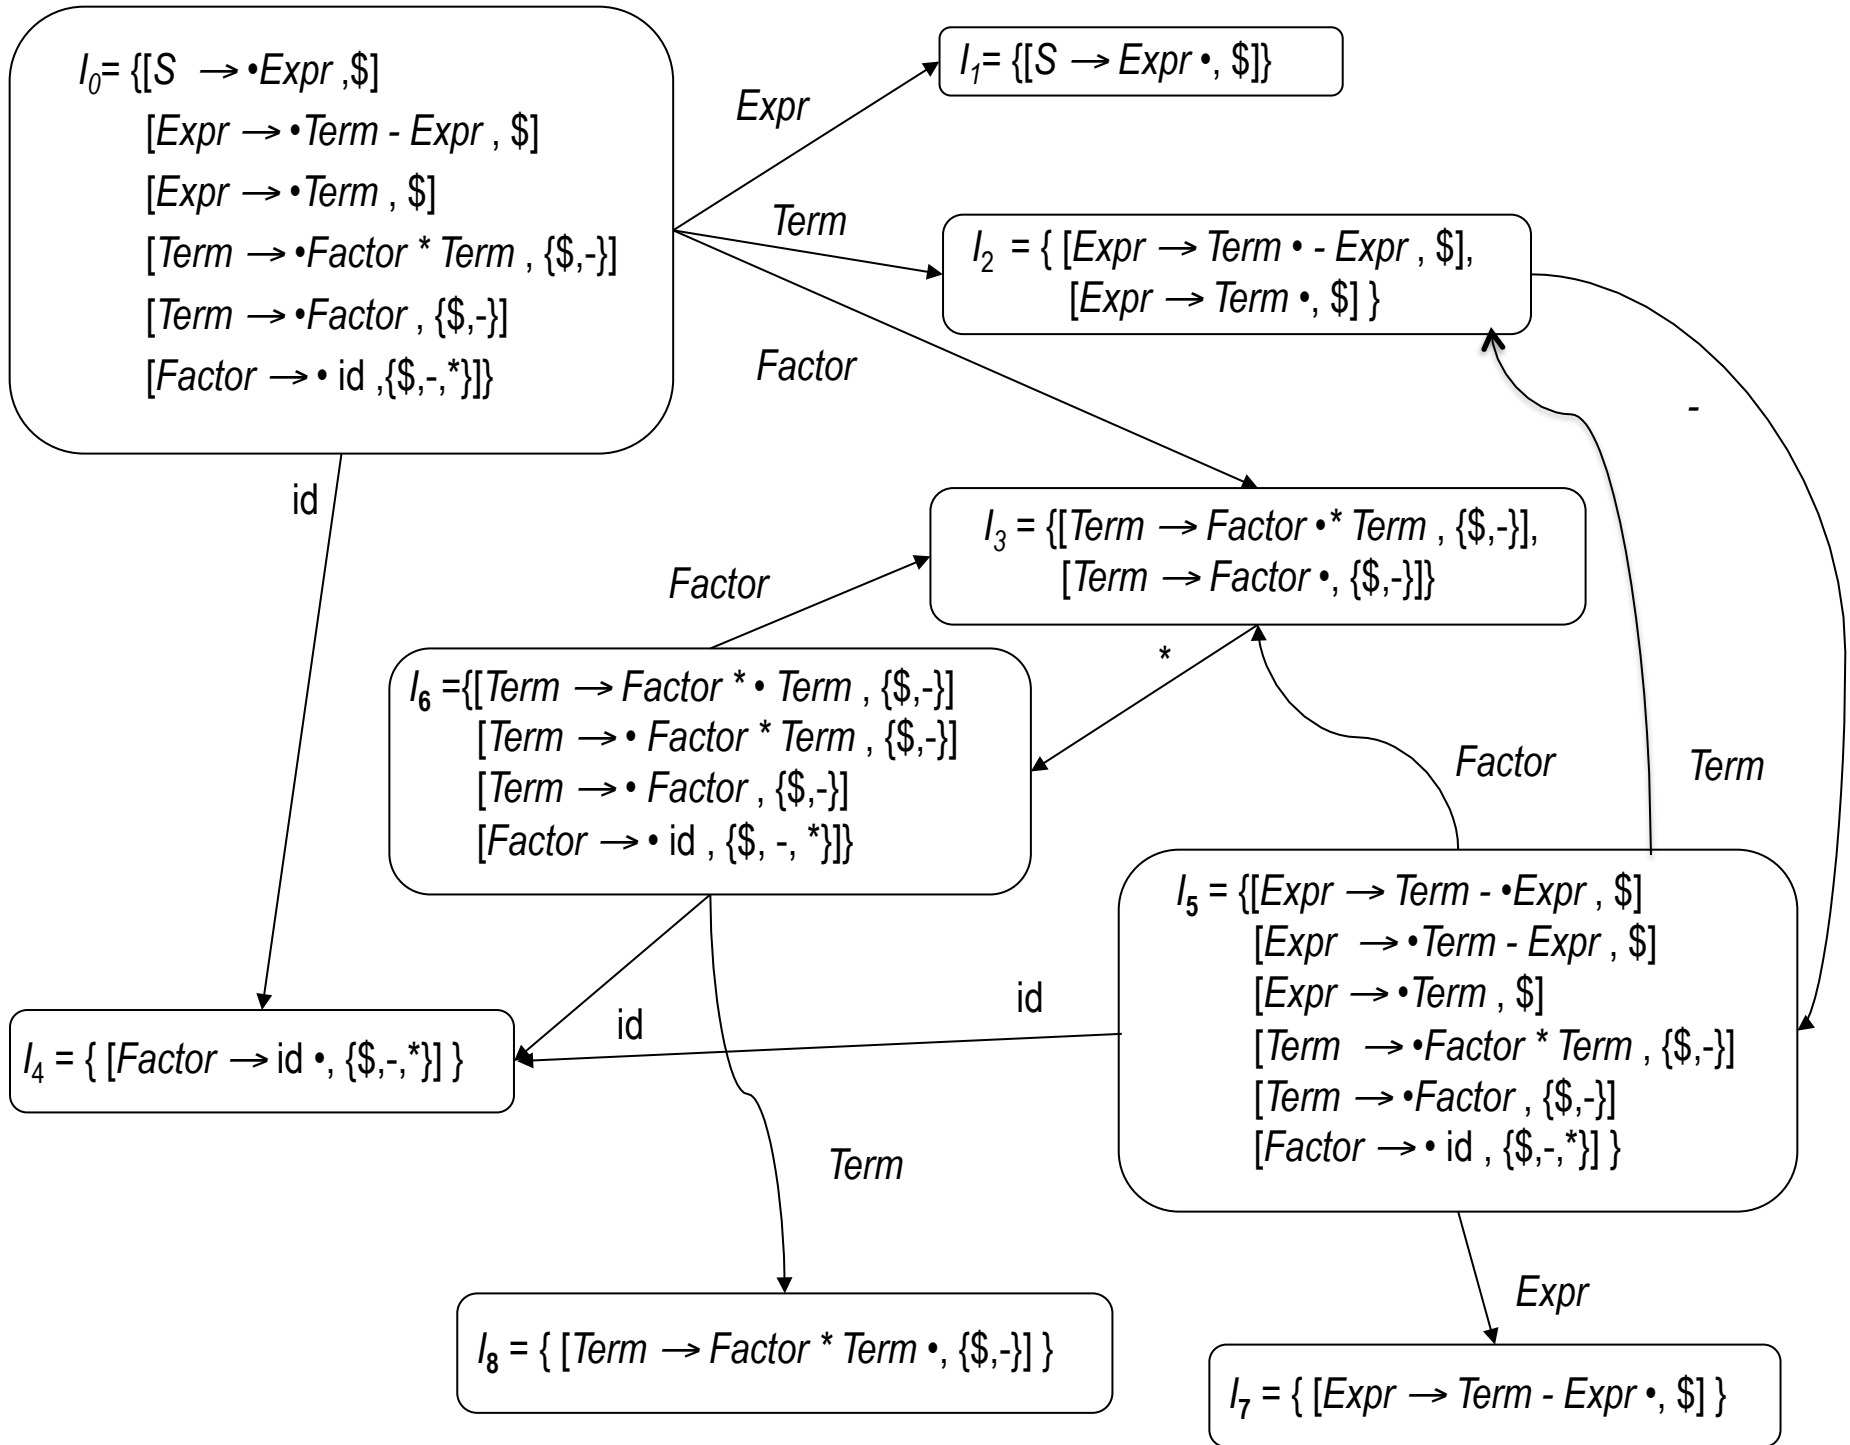 I0= {[S → •Expr ,$]
[Expr → •Term - Expr , $]
[Expr → •Term , $]
[Term → •Factor * Term , {$,-}]
[Term → •Factor , {$,-}]
[Factor → • id ,{$,-,*}]}
I1= {[S → Expr •, $]}
Expr
Term
I2 = { [Expr → Term • - Expr , $],
[Expr → Term •, $] }
Factor
-
id
I3 = {[Term → Factor •* Term , {$,-}],
[Term → Factor •, {$,-}]}
Factor
*
I6 ={[Term → Factor * • Term , {$,-}]
[Term → • Factor * Term , {$,-}]
[Term → • Factor , {$,-}]
[Factor → • id , {$, -, *}]}
Factor
Term
I5 = {[Expr → Term - •Expr , $]
[Expr → •Term - Expr , $]
[Expr → •Term , $]
[Term → •Factor * Term , {$,-}]
[Term → •Factor , {$,-}]
[Factor → • id , {$,-,*}] }
id
id
I4 = { [Factor → id •, {$,-,*}] }
Term
Expr
I8 = { [Term → Factor * Term •, {$,-}] }
I7 = { [Expr → Term - Expr •, $] }